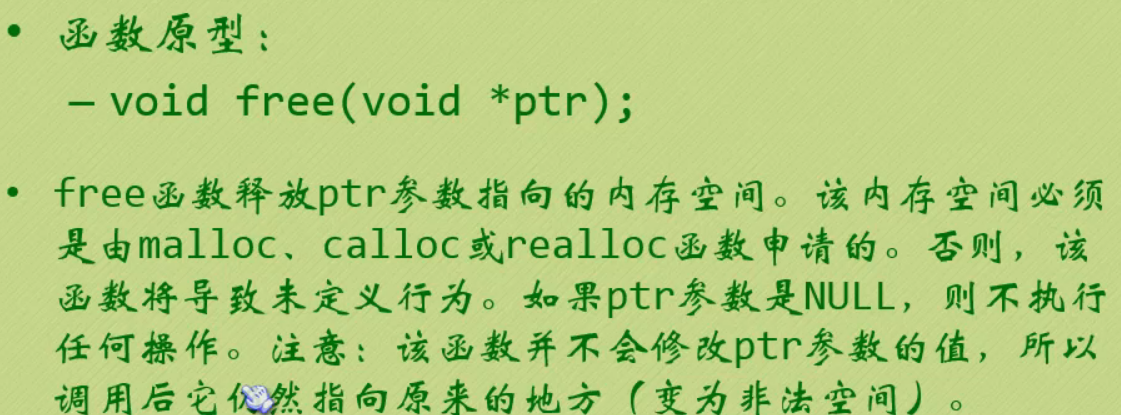 • 函数原型：
– void free(void *ptr);
• free函数释放ptr参数指向的内存空间。该内存空间必须
是由malloc、calloc或realloc函数申请的。否则，该
函数将导致未定义行为。如果ptr参数是NULL，则不执行
任何操作。注意：该函数并不会修改ptr参数的值，所以
调用后它仍然指向原来的地方（变为非法空间）。